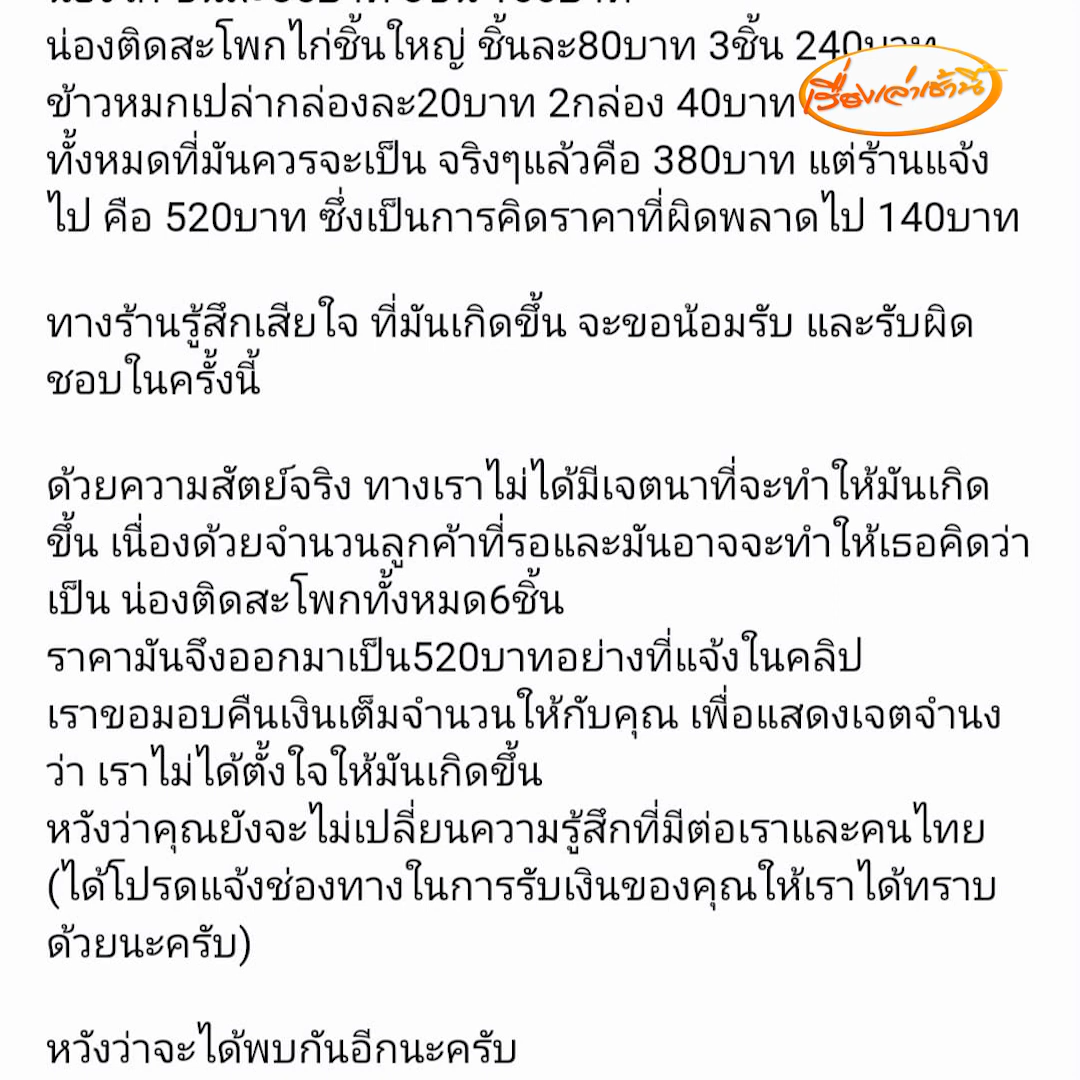 น่องติดสะโพกไก่ชิ้นใหญ่ ชิ้นละ80บาท 3ชิ้น 240บาท
ข้าวหมกเปล่ากล่องละ20บาท 2กล่อง 40บาท
เรื่องเล่าเช้านี้
ทั้งหมดที่มันควรจะเป็น จริงๆแล้วคือ 380บาท แต่ร้านแจ้ง
ไป คือ 520บาท ซึ่งเป็นการคิดราคาที่ผิดพลาดไป 140บาท
ทางร้านรู้สึกเสียใจ ที่มันเกิดขึ้น จะขอน้อมรับ และรับผิด
ชอบในครั้งนี้
ด้วยความสัตย์จริง ทางเราไม่ได้มีเจตนาที่จะทำให้มันเกิด
ขึ้น เนื่องด้วยจำนวนลูกค้าที่รอและมันอาจจะทำให้เธอคิดว่า
เป็น น่องติดสะโพกทั้งหมด6ชิ้น
ราคามันจึงออกมาเป็น520บาทอย่างที่แจ้งในคลิป
เราขอมอบคืนเงินเต็มจำนวนให้กับคุณ เพื่อแสดงเจตจำนง
ว่า เราไม่ได้ตั้งใจให้มันเกิดขึ้น
หวังว่าคุณยังจะไม่เปลี่ยนความรู้สึกที่มีต่อเราและคนไทย
(ได้โปรดแจ้งช่องทางในการรับเงินของคุณให้เราได้ทราบ
ด้วยนะครับ)
หวังว่าจะได้พบกันอีกนะครับ